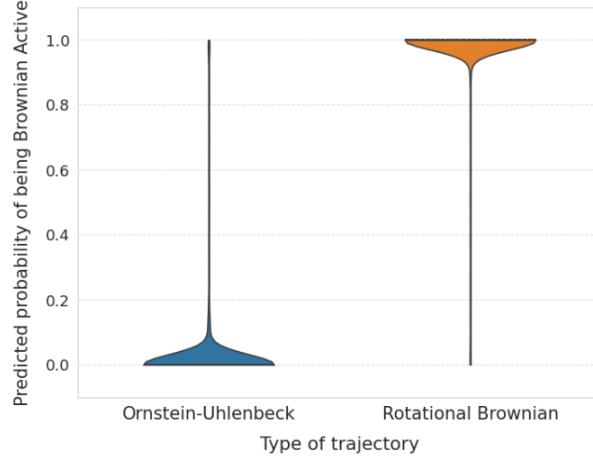 Predicted probability of being Brownian Active
1.0
0.8
0.6
0.4
0.2
0.0
Ornstein-Uhlenbeck
Rotational Brownian
Type of trajectory